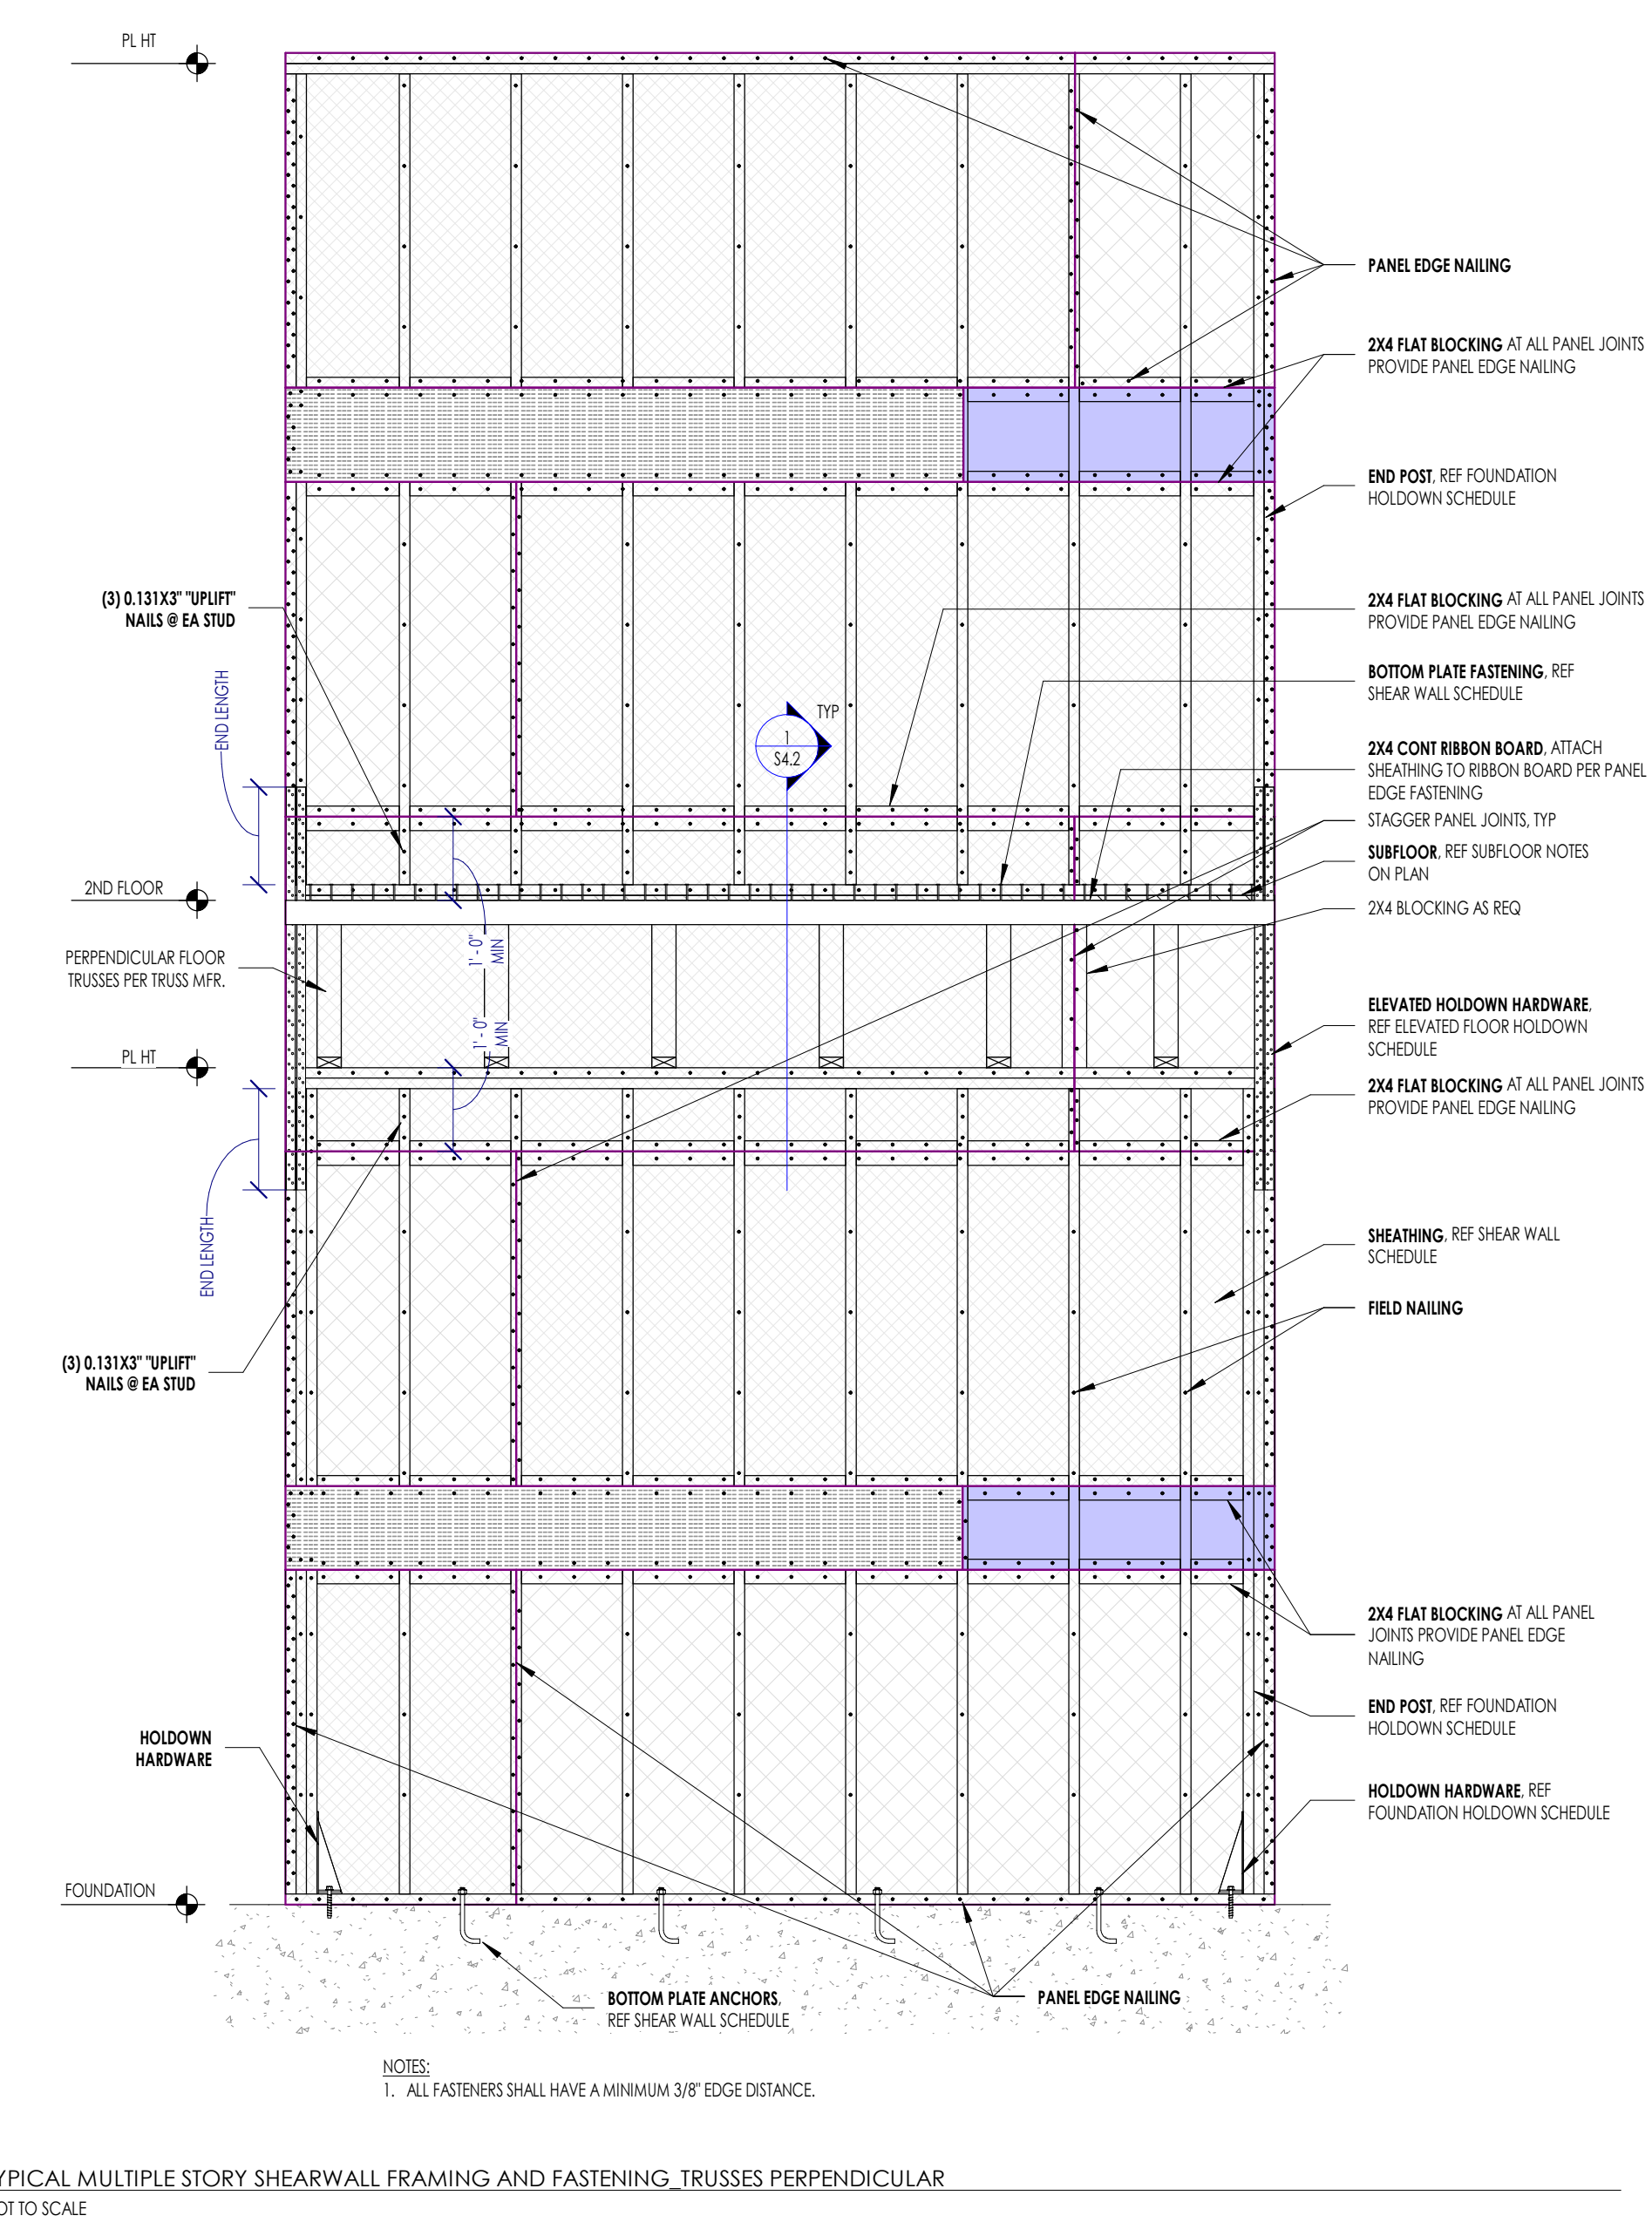 PL HT
PANEL EDGE NAILING
2X4 FLAT BLOCKING AT ALL PANEL JOINTS
PROVIDE PANEL EDGE NAILING
END POST, REF FOUNDATION
HOLDOWN SCHEDULE
(3) 0.131X3" "UPLIFT"
NAILS @ EA STUD
2X4 FLAT BLOCKING AT ALL PANEL JOINTS
PROVIDE PANEL EDGE NAILING
END LENGTH
BOTTOM PLATE FASTENING, REF
SHEAR WALL SCHEDULE
TYP
1
S4.2
2X4 CONT RIBBON BOARD, ATTACH
SHEATHING TO RIBBON BOARD PER PANEL
EDGE FASTENING
STAGGER PANEL JOINTS, TYP
SUBFLOOR, REF SUBFLOOR NOTES
ON PLAN
2ND FLOOR
2X4 BLOCKING AS REQ
1' - 0"
MIN
PERPENDICULAR FLOOR
TRUSSES PER TRUSS MFR.
ELEVATED HOLDOWN HARDWARE,
REF ELEVATED FLOOR HOLDOWN
SCHEDULE
1' - 0"
MIN
PL HT
2X4 FLAT BLOCKING AT ALL PANEL JOINTS
PROVIDE PANEL EDGE NAILING
END LENGTH
SHEATHING, REF SHEAR WALL
SCHEDULE
FIELD NAILING
(3) 0.131X3" "UPLIFT"
NAILS @ EA STUD
2X4 FLAT BLOCKING AT ALL PANEL
JOINTS PROVIDE PANEL EDGE
NAILING
END POST, REF FOUNDATION
HOLDOWN SCHEDULE
HOLDOWN
HARDWARE
HOLDOWN HARDWARE, REF
FOUNDATION HOLDOWN SCHEDULE
FOUNDATION
BOTTOM PLATE ANCHORS,
REF SHEAR WALL SCHEDULE
PANEL EDGE NAILING
NOTES:
1. ALL FASTENERS SHALL HAVE A MINIMUM 3/8" EDGE DISTANCE.
YPICAL MULTIPLE STORY SHEARWALL FRAMING AND FASTENING_TRUSSES PERPENDICULAR
OT TO SCALE